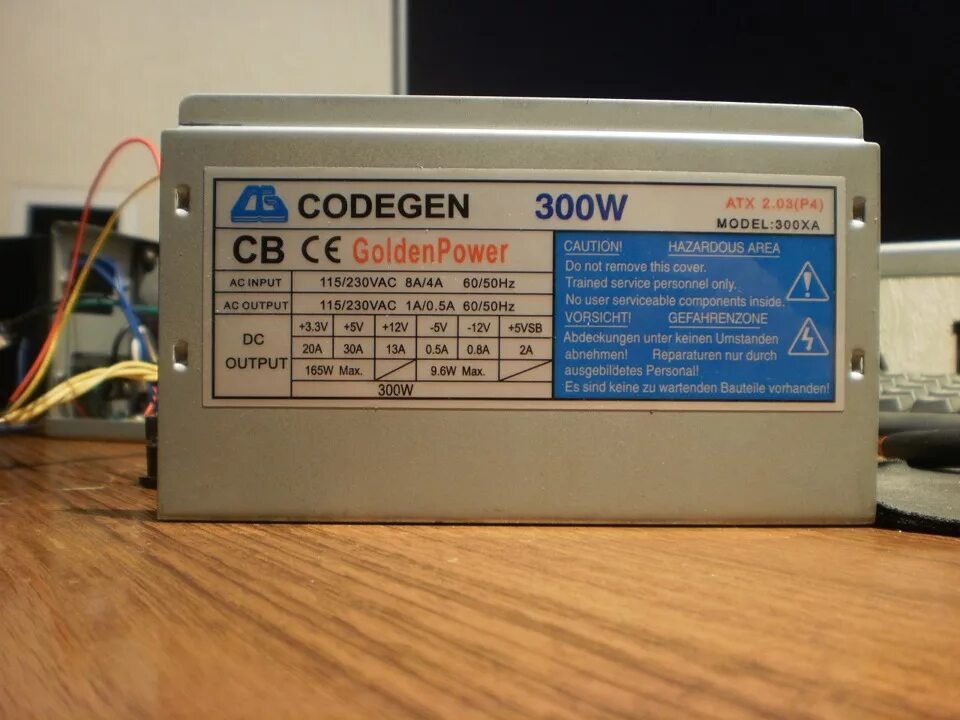 CODEGEN 300W ATX 2.03(P4)
MODEL:300XA
CB CE GoldenPower
AC INPUT 115/230VAC 8A/4A 60/50Hz
AC OUTPUT 115/230VAC 1A/0.5A 60/50Hz
DC OUTPUT
+3.3V +5V +12V -5V -12V +5VSB
20A 30A 13A 0.5A 0.8A 2A
165W Max. 9.6W Max.
300W
CAUTION! HAZARDOUS AREA
Do not remove this cover.
Trained service personnel only.
No user serviceable components inside.
VORSICHT! GEFAHRENZONE
Abdeckungen unter keinen Umständen
abnehmen! Reparaturen nur durch
ausgebildetes Personal!
Es sind keine zu wartenden Bauteile vorhanden!